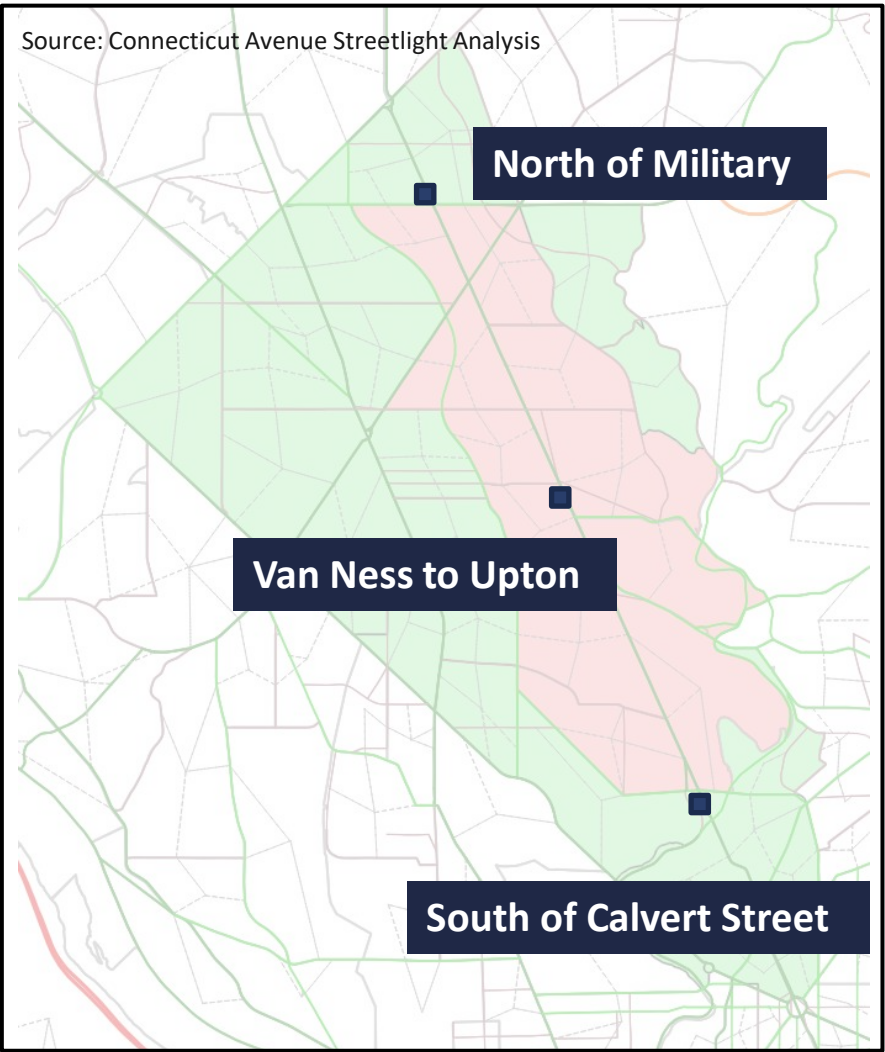 Source: Connecticut Avenue Streetlight Analysis
North of Military
Van Ness to Upton
South of Calvert Street